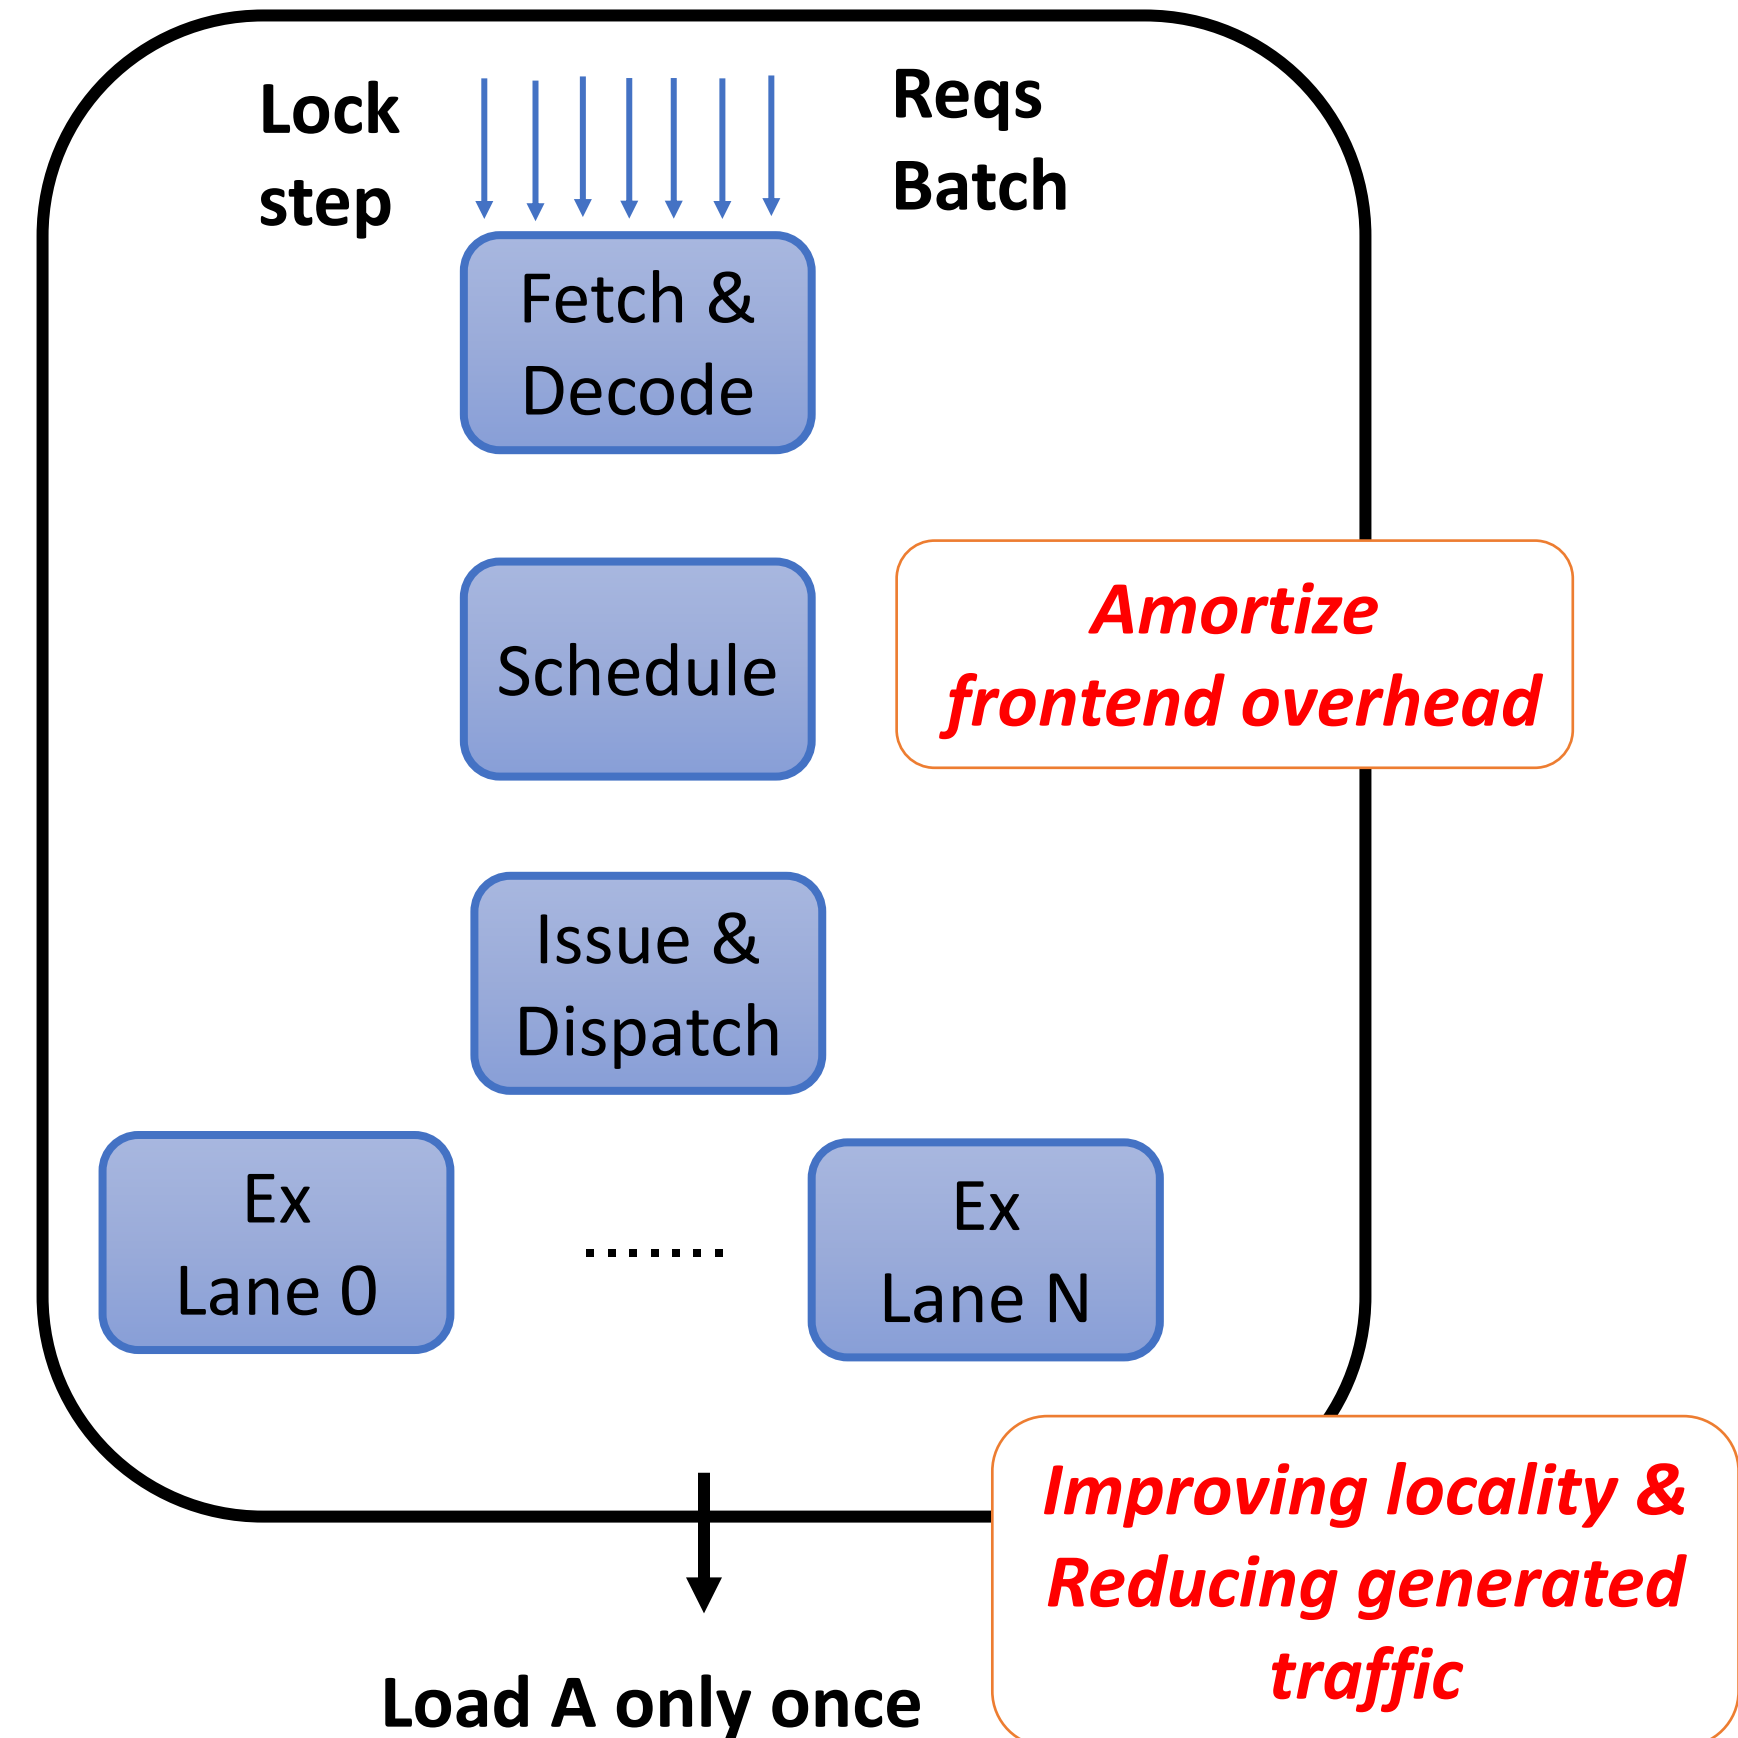 Lock
step
Reqs
Batch
Fetch &
Decode
Schedule
Amortize
frontend overhead
Issue &
Dispatch
Ex
Lane 0
.......
Ex
Lane N
Improving locality &
Reducing generated
traffic
Load A only once